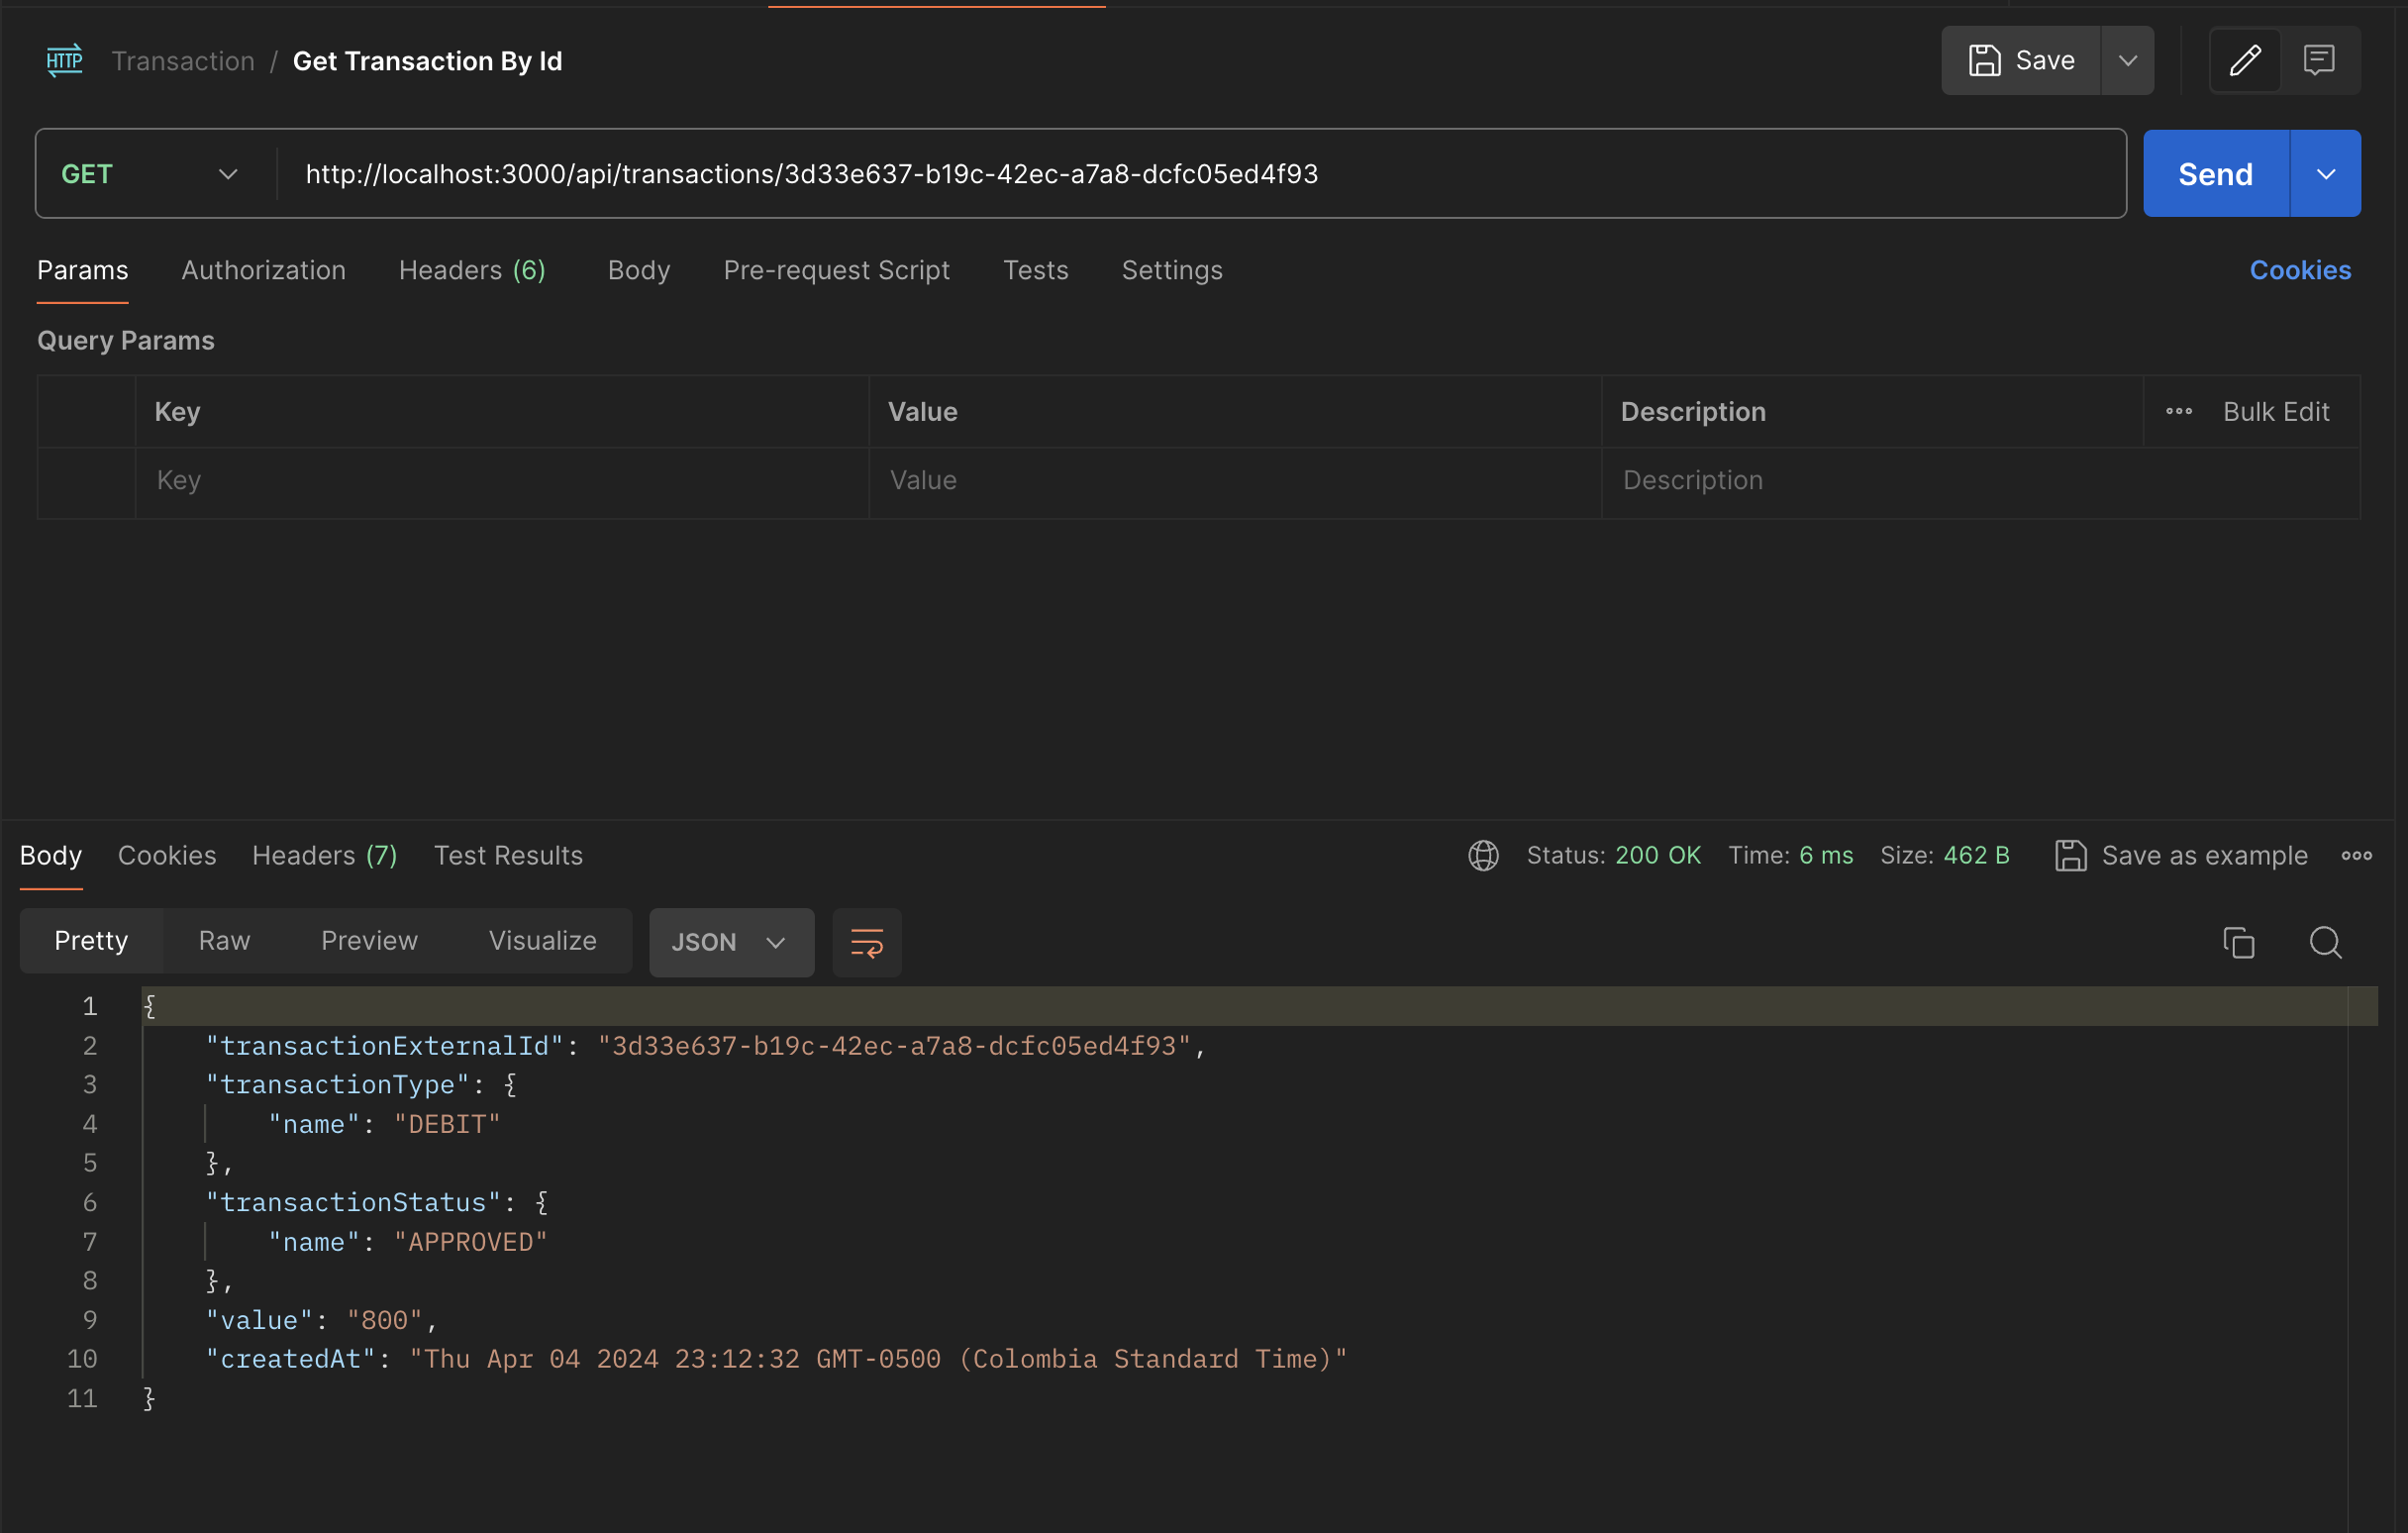 HTTP Transaction / Get Transaction By Id Save
GET http://localhost:3000/api/transactions/3d33e637-b19c-42ec-a7a8-dcfc05ed4f93 Send
Params Authorization Headers (6) Body Pre-request Script Tests Settings Cookies
Query Params
Key Value Description Bulk Edit
Key Value Description
Body Cookies Headers (7) Test Results Status: 200 OK Time: 6 ms Size: 462 B Save as example
Pretty Raw Preview Visualize JSON
1 {
2 "transactionExternalId": "3d33e637-b19c-42ec-a7a8-dcfc05ed4f93",
3 "transactionType": {
4 "name": "DEBIT"
5 },
6 "transactionStatus": {
7 "name": "APPROVED"
8 },
9 "value": "800",
10 "createdAt": "Thu Apr 04 2024 23:12:32 GMT-0500 (Colombia Standard Time)"
11 }